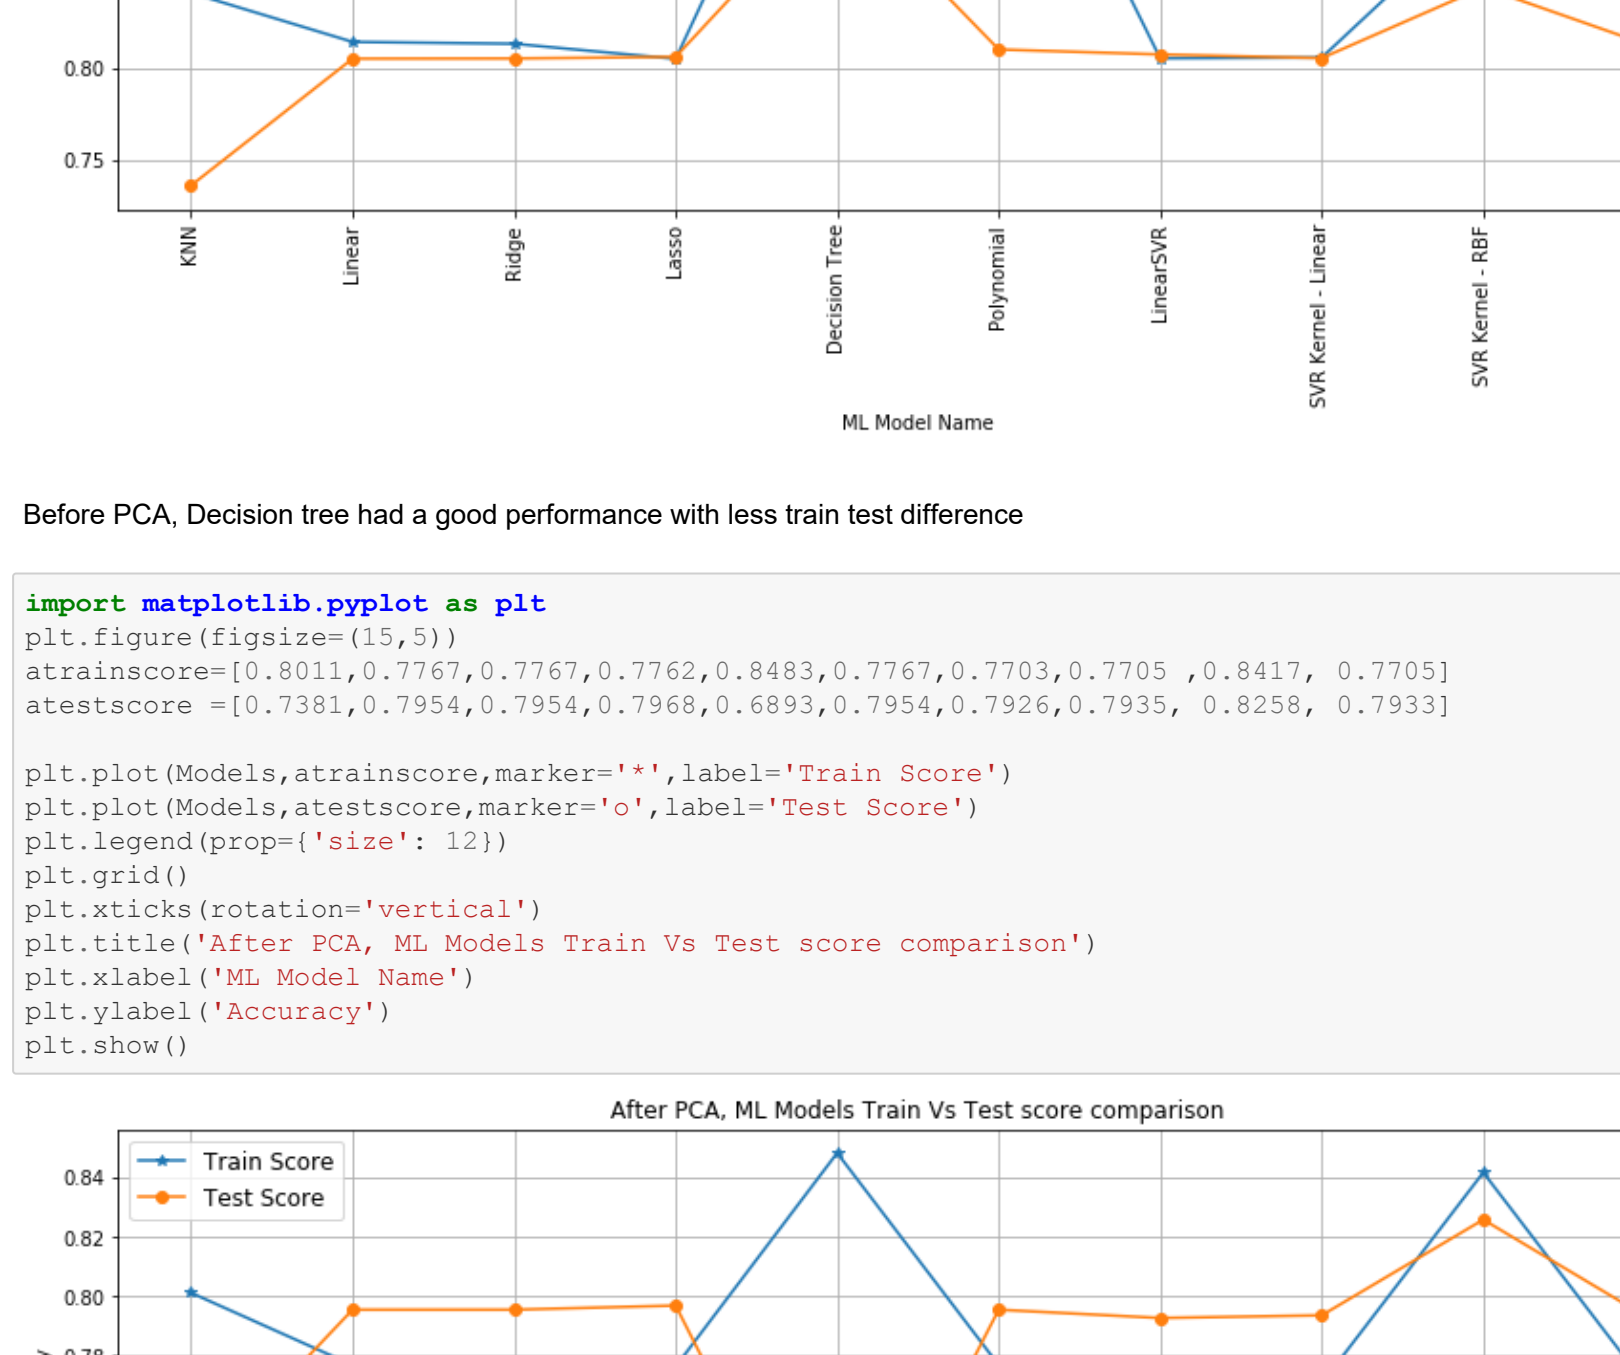 0.80
0.75
KNN
Linear
Ridge
Lasso
Decision Tree
Polynomial
LinearSVR
SVR Kernel - Linear
SVR Kernel - RBF
ML Model Name
Before PCA, Decision tree had a good performance with less train test difference
import matplotlib.pyplot as plt
plt.figure(figsize=(15,5))
atrainscore=[0.8011,0.7767,0.7767,0.7762,0.8483,0.7767,0.7703,0.7705 ,0.8417, 0.7705]
atestscore =[0.7381,0.7954,0.7954,0.7968,0.6893,0.7954,0.7926,0.7935, 0.8258, 0.7933]
plt.plot(Models,atrainscore,marker='*',label='Train Score')
plt.plot(Models,atestscore,marker='o',label='Test Score')
plt.legend(prop={'size': 12})
plt.grid()
plt.xticks(rotation='vertical')
plt.title('After PCA, ML Models Train Vs Test score comparison')
plt.xlabel('ML Model Name')
plt.ylabel('Accuracy')
plt.show()
After PCA, ML Models Train Vs Test score comparison
Train Score
Test Score
0.84
0.82
0.80